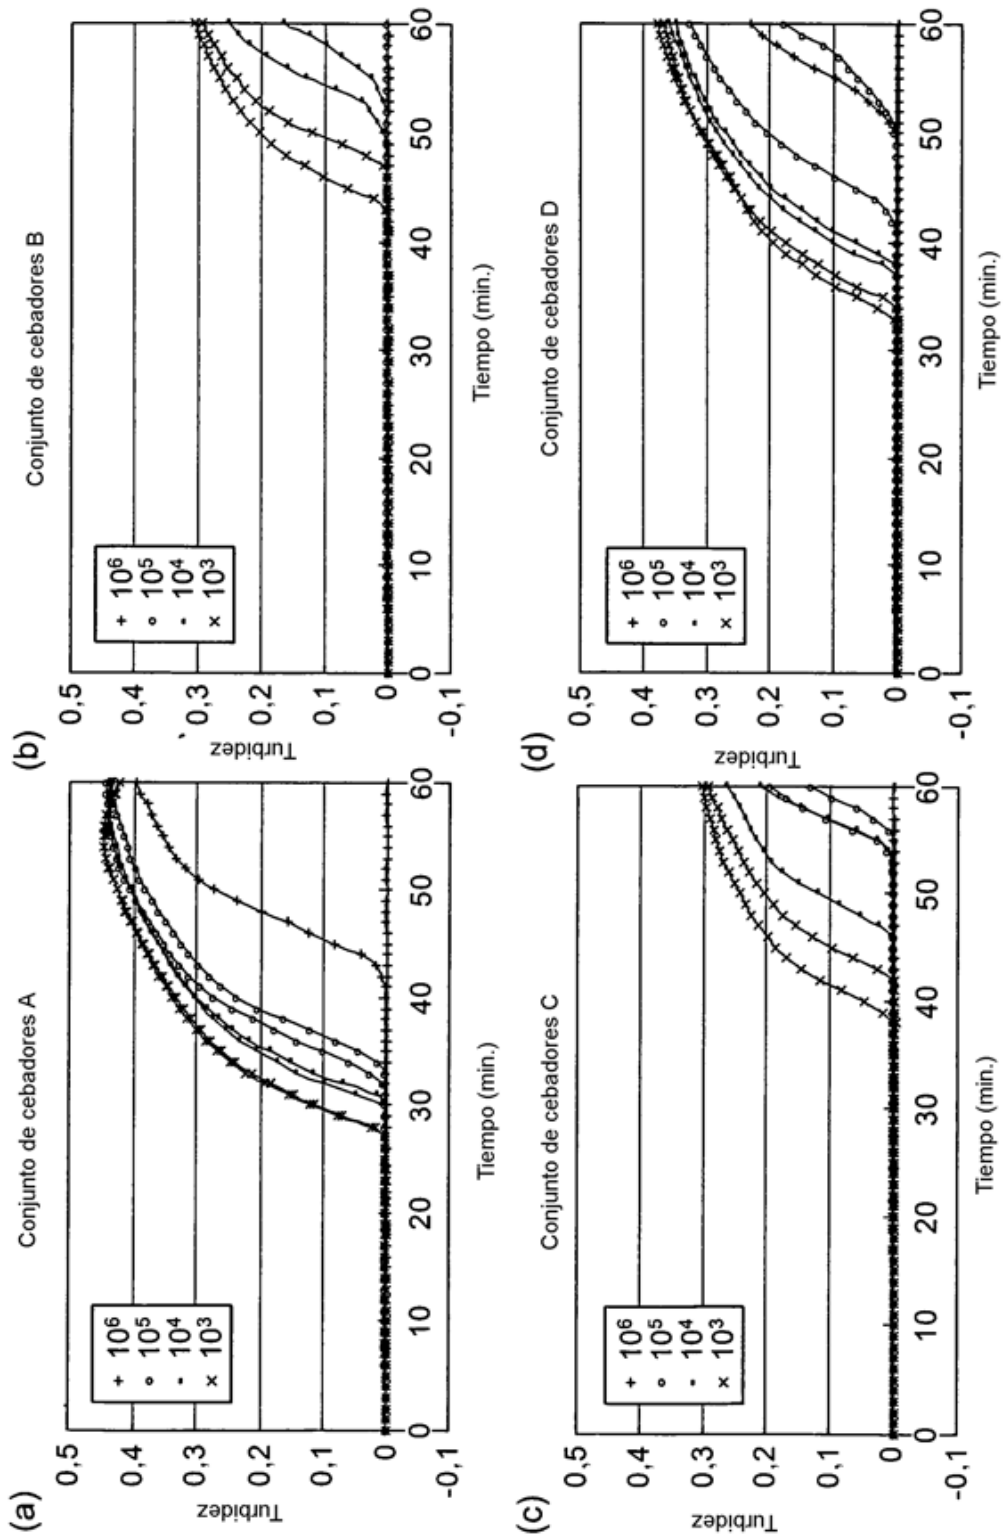 (a)
Conjunto de cebadores A
Turbidez
0,5
0,4
0,3
0,2
0,1
0
-0,1
+ 10⁶
o 10⁵
- 10⁴
x 10³
0 10 20 30 40 50 60
Tiempo (min.)
(b)
Conjunto de cebadores B
Turbidez
0,5
0,4
0,3
0,2
0,1
0
-0,1
+ 10⁶
o 10⁵
- 10⁴
x 10³
0 10 20 30 40 50 60
Tiempo (min.)
(c)
Conjunto de cebadores C
Turbidez
0,5
0,4
0,3
0,2
0,1
0
-0,1
+ 10⁶
o 10⁵
- 10⁴
x 10³
0 10 20 30 40 50 60
Tiempo (min.)
(d)
Conjunto de cebadores D
Turbidez
0,5
0,4
0,3
0,2
0,1
0
-0,1
+ 10⁶
o 10⁵
- 10⁴
x 10³
0 10 20 30 40 50 60
Tiempo (min.)